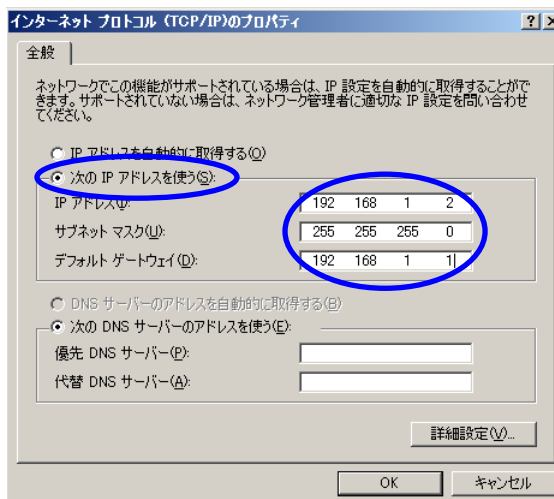 インターネット プロトコル (TCP/IP)のプロパティ
全般
ネットワークでこの機能がサポートされている場合は、IP 設定を自動的に取得することがで
きます。サポートされていない場合は、ネットワーク管理者に適切な IP 設定を問い合わせ
てください。
IP アドレスを自動的に取得する(O)
次の IP アドレスを使う(S):
IP アドレス(I): 192 168 1 2
サブネット マスク(U): 255 255 255 0
デフォルト ゲートウェイ(D): 192 168 1 1
DNS サーバーのアドレスを自動的に取得する(B)
次の DNS サーバーのアドレスを使う(E):
優先 DNS サーバー(P):
代替 DNS サーバー(A):
詳細設定(V)...
OK キャンセル